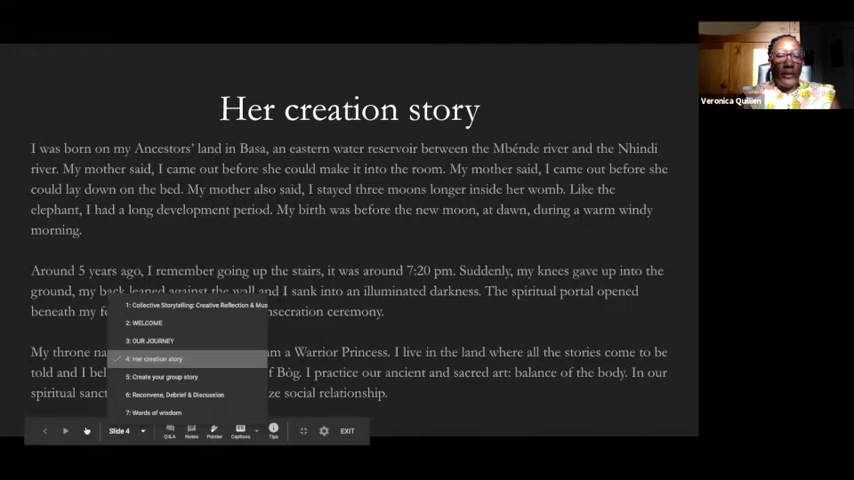 Her creation story
I was born on my Ancestors' land in Basa, an eastern water reservoir between the Mbénde river and the Nhindi
river. My mother said, I came out before she could make it into the room. My mother said, I came out before she
could lay down on the bed. My mother also said, I stayed three moons longer inside her womb. Like the
elephant, I had a long development period. My birth was before the new moon, at dawn, during a warm windy
morning.
Around 5 years ago, I remember going up the stairs, it was around 7:20 pm. Suddenly, my knees gave up into the
ground, my back leaned against the wall and I sank into an illuminated darkness. The spiritual portal opened
beneath my fe
nsecration ceremony.
My throne na
am a Warrior Princess. I live in the land where all the stories come to be
told and I bel
of Bòg. I practice our ancient and sacred art: balance of the body. In our
spiritual sanct
ze social relationship.
1: Collective Storytelling: Creative Reflection & Mus
2: WELCOME
3: OUR JOURNEY
4: Her creation story
5: Create your group story
6: Reconvene, Debrief & Discussion
7: Words of wisdom
Slide 4
Q&A
Notes
Pointer
Captions
Tips
EXIT
Veronica Quillien